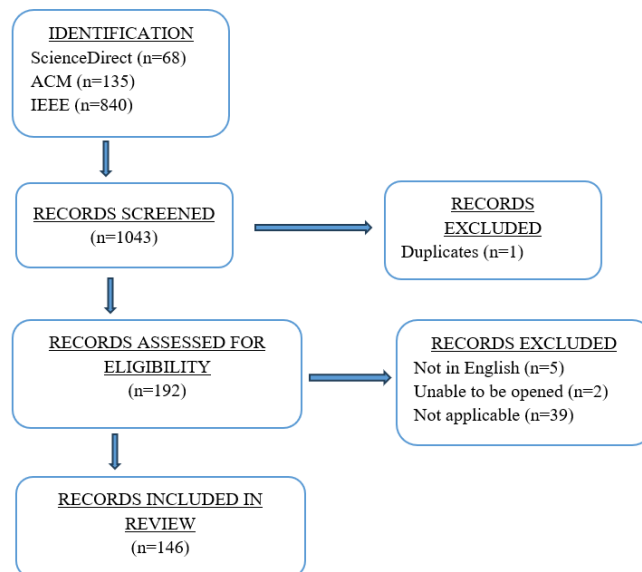 IDENTIFICATION
ScienceDirect (n=68)
ACM (n=135)
IEEE (n=840)
RECORDS SCREENED
(n=1043)
RECORDS
EXCLUDED
Duplicates (n=1)
RECORDS ASSESSED FOR
ELIGIBILITY
(n=192)
RECORDS EXCLUDED
Not in English (n=5)
Unable to be opened (n=2)
Not applicable (n=39)
RECORDS INCLUDED IN
REVIEW
(n=146)